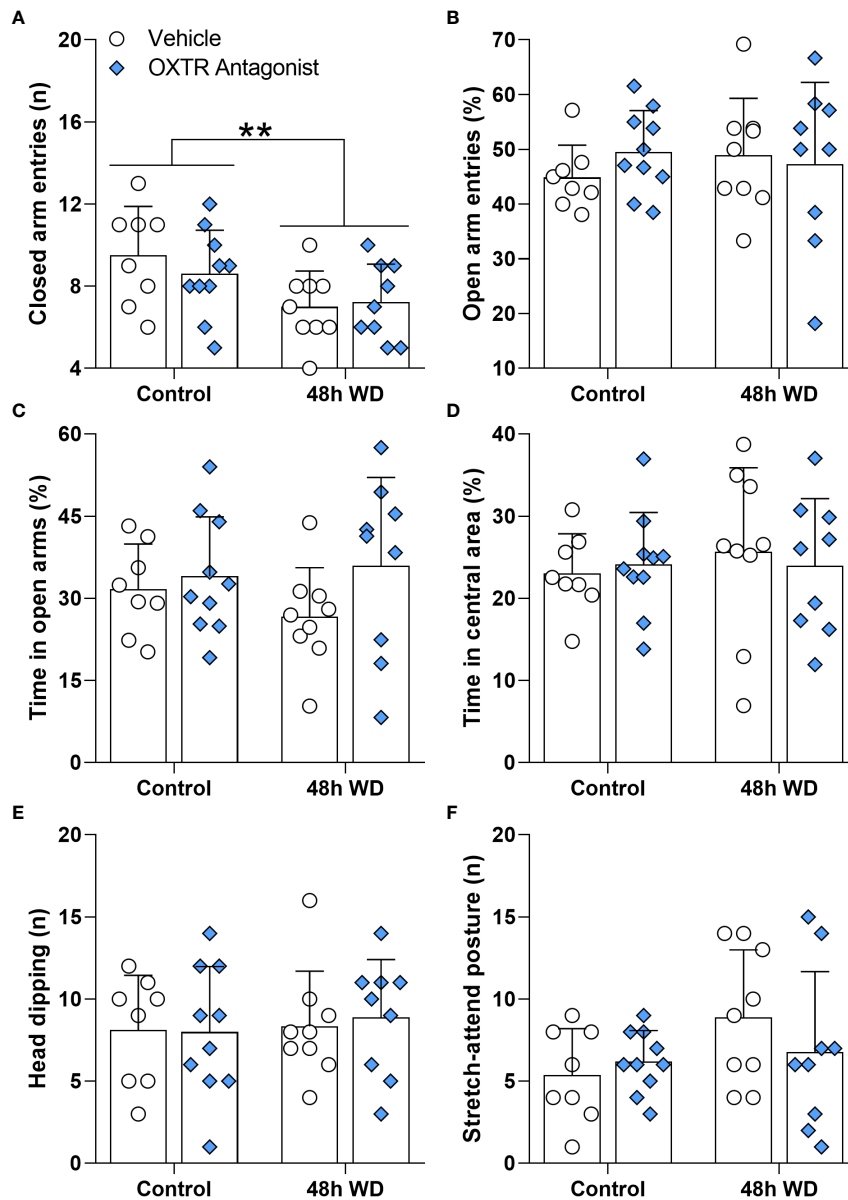 A
Closed arm entries (n)
20
16
12
8
4
Vehicle
OXTR Antagonist
**
Control
48h WD
B
Open arm entries (%)
70
60
50
40
30
20
10
Control
48h WD
C
Time in open arms (%)
60
45
30
15
0
Control
48h WD
D
Time in central area (%)
40
30
20
10
0
Control
48h WD
E
Head dipping (n)
20
15
10
5
0
Control
48h WD
F
Stretch-attend posture (n)
20
15
10
5
0
Control
48h WD